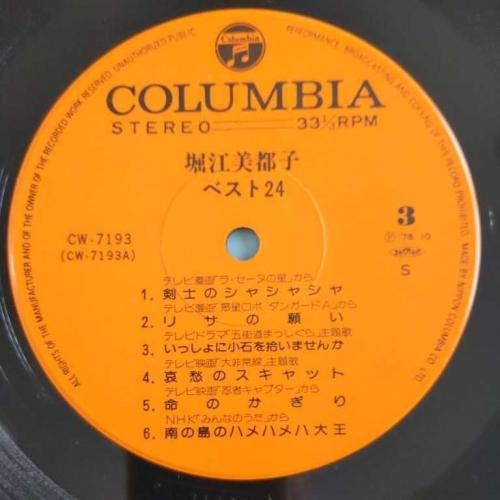 Columbia
ALL RIGHTS OF THE MANUFACTURER AND OF THE OWNER OF THE RECORDED WORK RESERVED. UNAUTHORIZED PUBLIC PERFORMANCE, BROADCASTING AND COPYING OF THIS RECORD PROHIBITED. MADE BY NIPPON COLUMBIA CO. LTD.
COLUMBIA
STEREO 33⅓RPM
堀江美都子
ベスト24
3
CW-7193
(CW-7193A)
Ⓟ '78.10
S
テレビ漫画「ラ・セーヌの星」から
1. 剣士のシャシャシャ
テレビ漫画「惑星ロボ ダンガードA」から
2. リサの願い
テレビドラマ「五街道まっしぐら」主題歌
3. いっしょに小石を拾いませんか
テレビ映画「大非常線」主題歌
4. 哀愁のスキャット
テレビ映画「忍者キャプター」から
5. 命のかぎり
NHK「みんなのうた」から
6. 南の島のハメハメハ大王